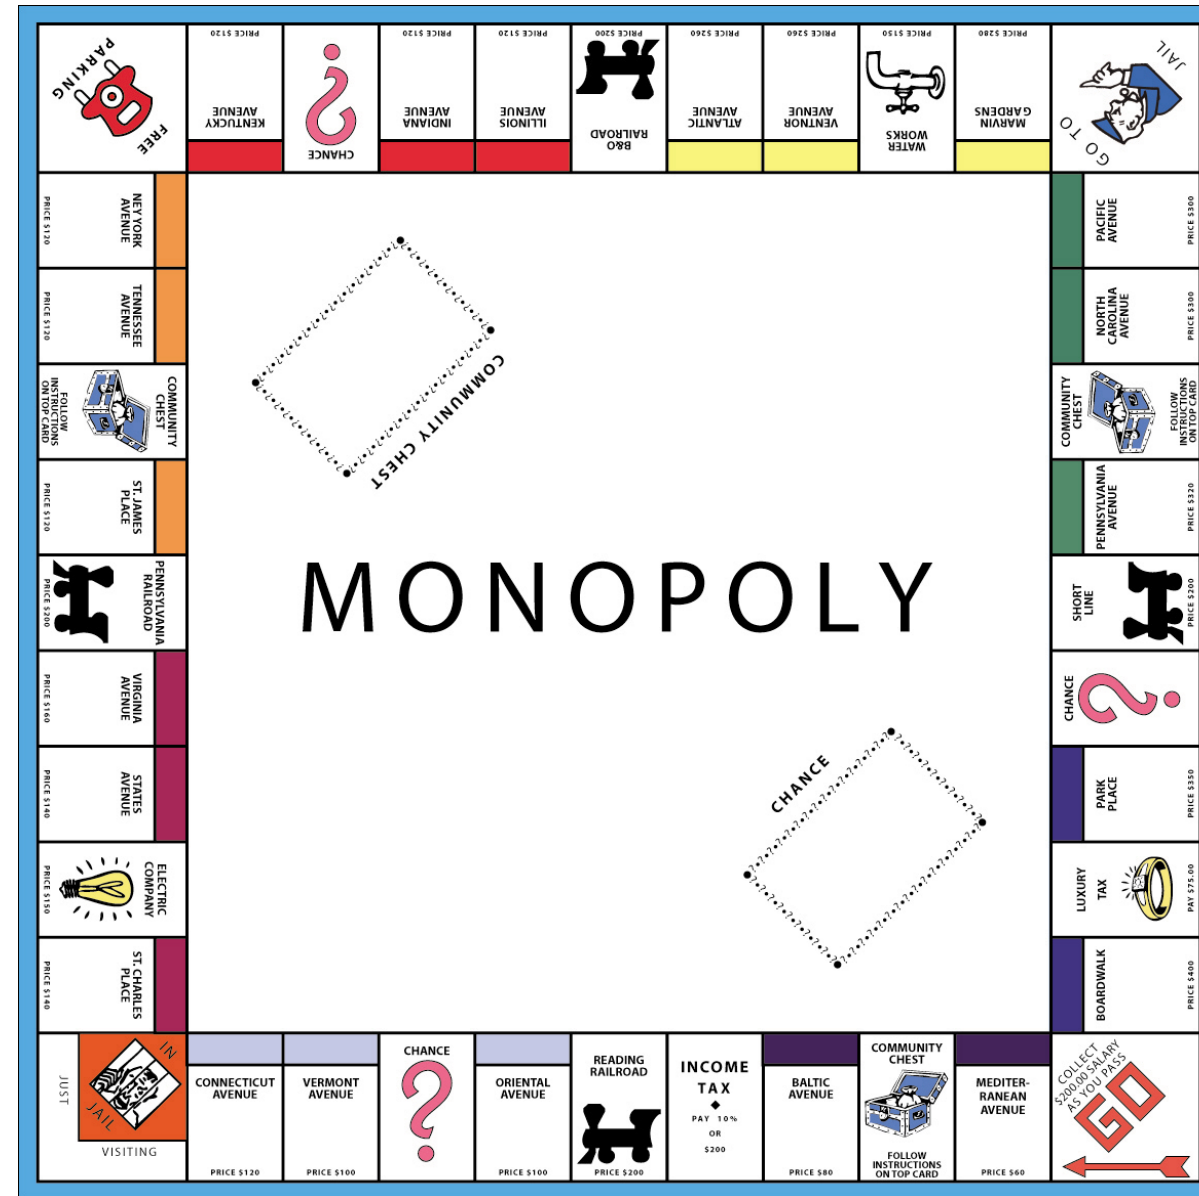 FREE
PARKING
KENTUCKY
AVENUE
PRICE $120
CHANCE
INDIANA
AVENUE
PRICE $120
ILLINOIS
AVENUE
PRICE $120
B&O
RAILROAD
PRICE $200
ATLANTIC
AVENUE
PRICE $260
VENTNOR
AVENUE
PRICE $260
WATER
WORKS
PRICE $150
MARVIN
GARDENS
PRICE $280
GO TO
JAIL
NEY YORK
AVENUE
PRICE $120
TENNESSEE
AVENUE
PRICE $120
COMMUNITY
CHEST
FOLLOW
INSTRUCTIONS
ON TOP CARD
ST. JAMES
PLACE
PRICE $120
PENNSYLVANIA
RAILROAD
PRICE $200
VIRGINIA
AVENUE
PRICE $160
STATES
AVENUE
PRICE $140
ELECTRIC
COMPANY
PRICE $150
ST. CHARLES
PLACE
PRICE $140
COMMUNITY CHEST
MONOPOLY
CHANCE
PACIFIC
AVENUE
PRICE $300
NORTH
CAROLINA
AVENUE
PRICE $300
COMMUNITY
CHEST
FOLLOW
INSTRUCTIONS
ON TOP CARD
PENNSYLVANIA
AVENUE
PRICE $320
SHORT
LINE
PRICE $200
CHANCE
PARK
PLACE
PRICE $350
LUXURY
TAX
PAY $75.00
BOARDWALK
PRICE $400
IN
JAIL
JUST
VISITING
CONNECTICUT
AVENUE
PRICE $120
VERMONT
AVENUE
PRICE $100
CHANCE
ORIENTAL
AVENUE
PRICE $100
READING
RAILROAD
PRICE $200
INCOME
TAX
PAY 10%
OR
$200
BALTIC
AVENUE
PRICE $80
COMMUNITY
CHEST
FOLLOW
INSTRUCTIONS
ON TOP CARD
MEDITER-
RANEAN
AVENUE
PRICE $60
COLLECT
$200.00 SALARY
AS YOU PASS
GO